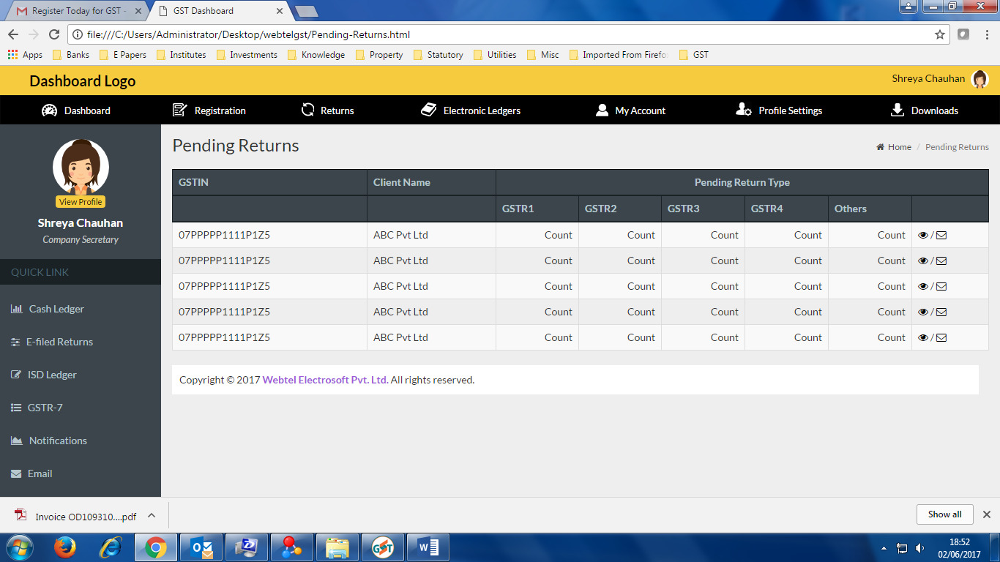 Register Today for GST -
GST Dashboard
file:///C:/Users/Administrator/Desktop/webtelgst/Pending-Returns.html
Apps Banks E Papers Institutes Investments Knowledge Property Statutory Utilities Misc Imported From Firefo GST
Dashboard Logo
Shreya Chauhan
Dashboard Registration Returns Electronic Ledgers My Account Profile Settings Downloads
View Profile
Shreya Chauhan
Company Secretary
QUICK LINK
Cash Ledger
E-filed Returns
ISD Ledger
GSTR-7
Notifications
Email
Pending Returns
Home / Pending Returns
GSTIN Client Name Pending Return Type
GSTR1 GSTR2 GSTR3 GSTR4 Others
07PPPPP1111P1Z5 ABC Pvt Ltd Count Count Count Count Count /
07PPPPP1111P1Z5 ABC Pvt Ltd Count Count Count Count Count /
07PPPPP1111P1Z5 ABC Pvt Ltd Count Count Count Count Count /
07PPPPP1111P1Z5 ABC Pvt Ltd Count Count Count Count Count /
07PPPPP1111P1Z5 ABC Pvt Ltd Count Count Count Count Count /
Copyright © 2017 Webtel Electrosoft Pvt. Ltd. All rights reserved.
Invoice OD109310....pdf
Show all
GST
18:52
02/06/2017